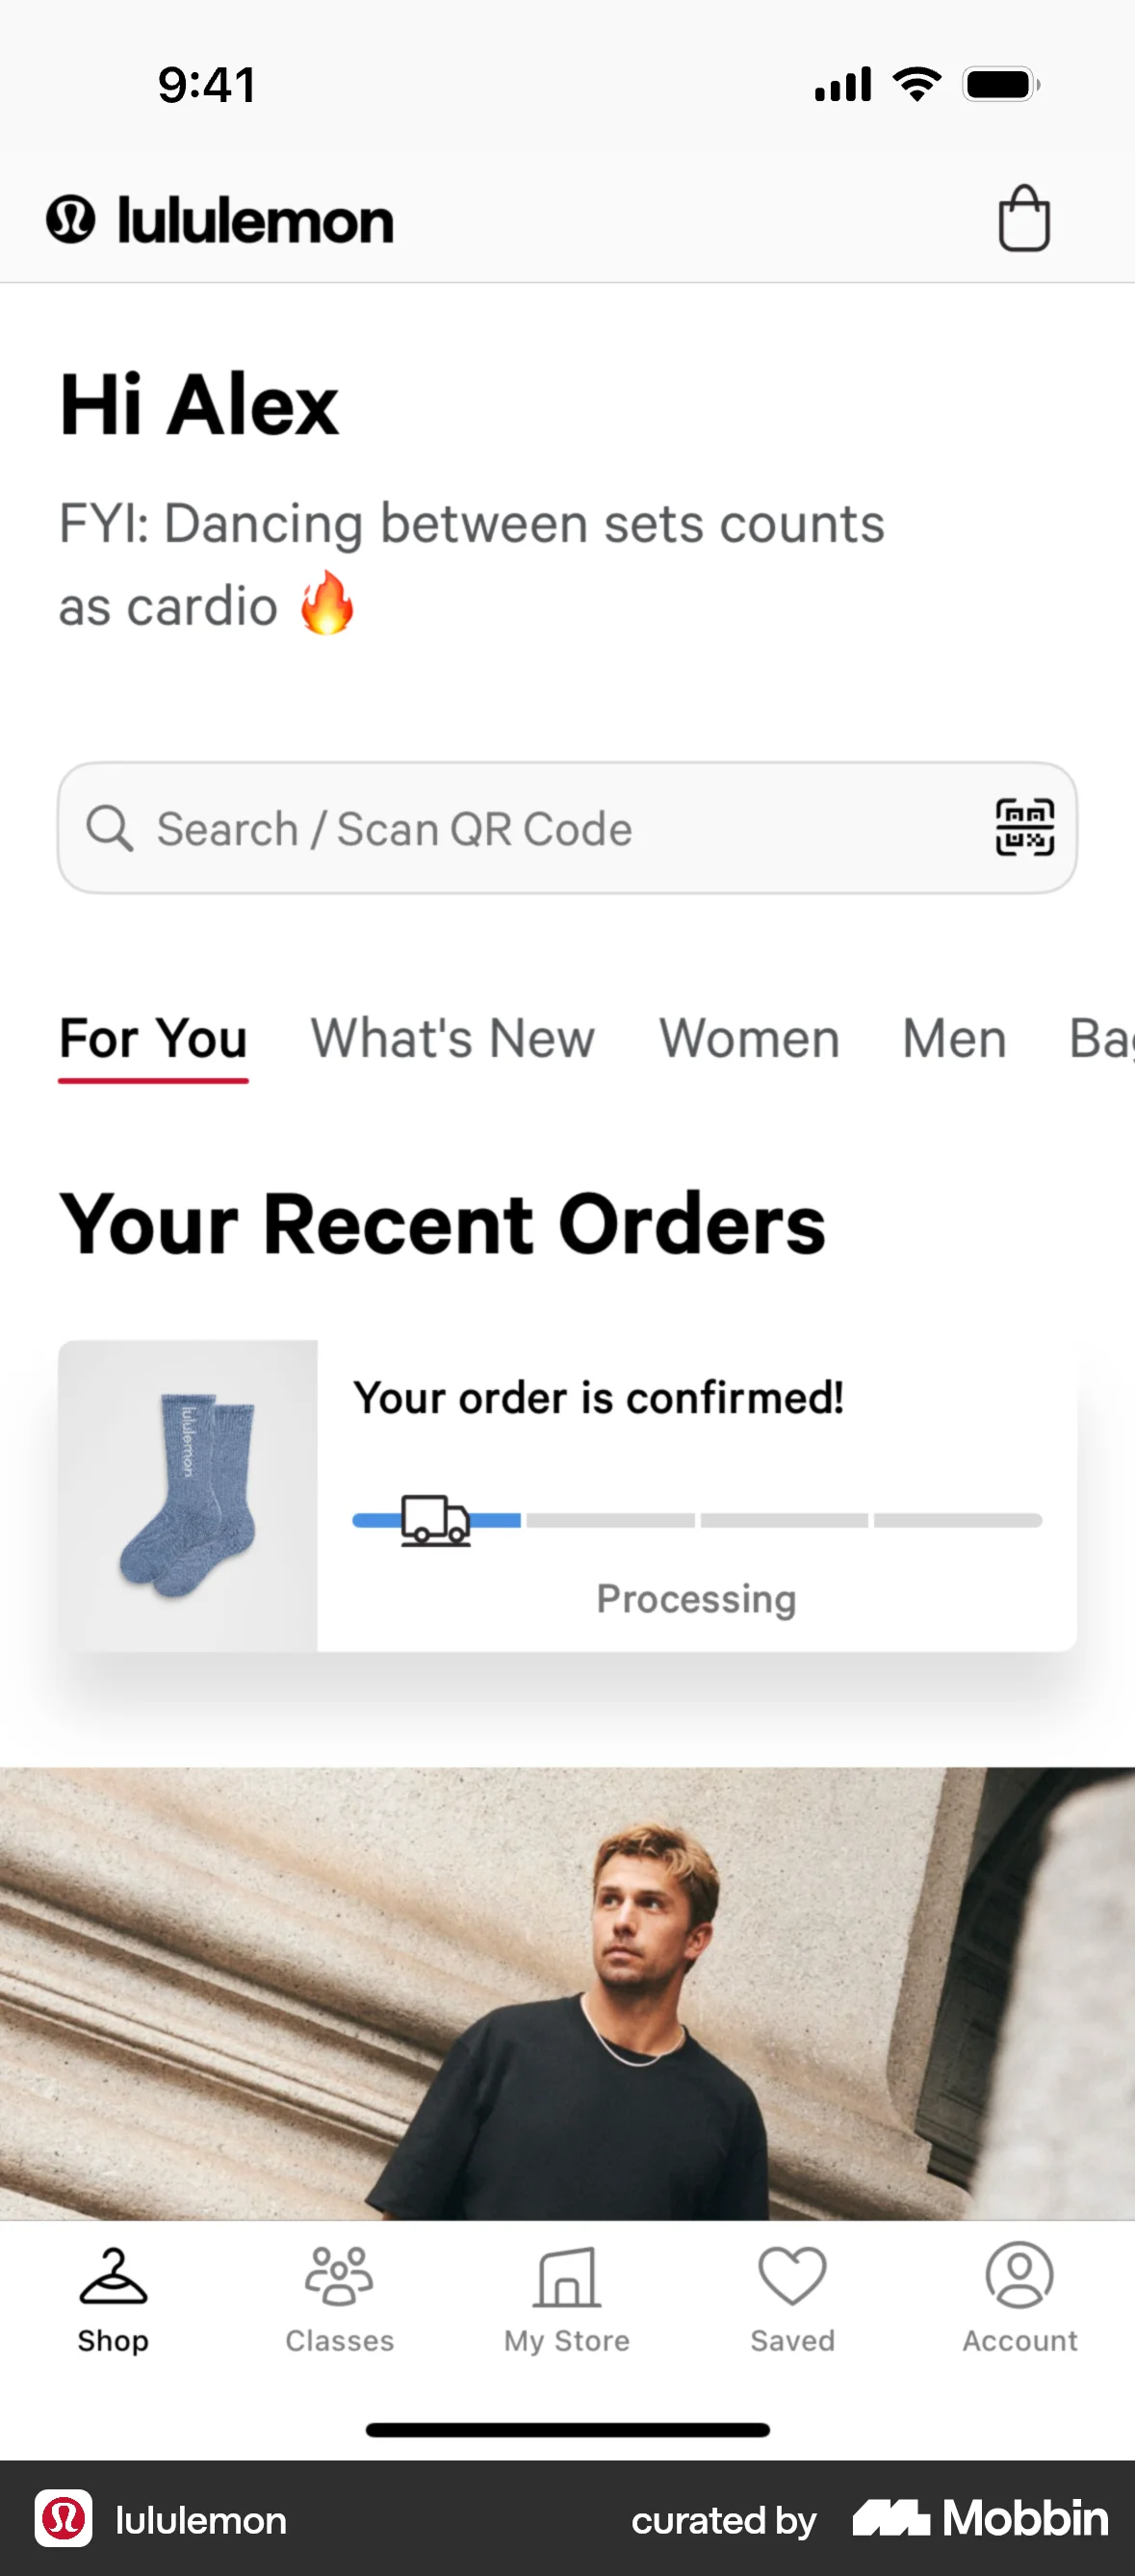 9:41
lululemon
Hi Alex
FYI: Dancing between sets counts
as cardio 🔥
Search / Scan QR Code
For You What's New Women Men Bag
Your Recent Orders
lululemon
Your order is confirmed!
Processing
Shop Classes My Store Saved Account
lululemon curated by Mobbin